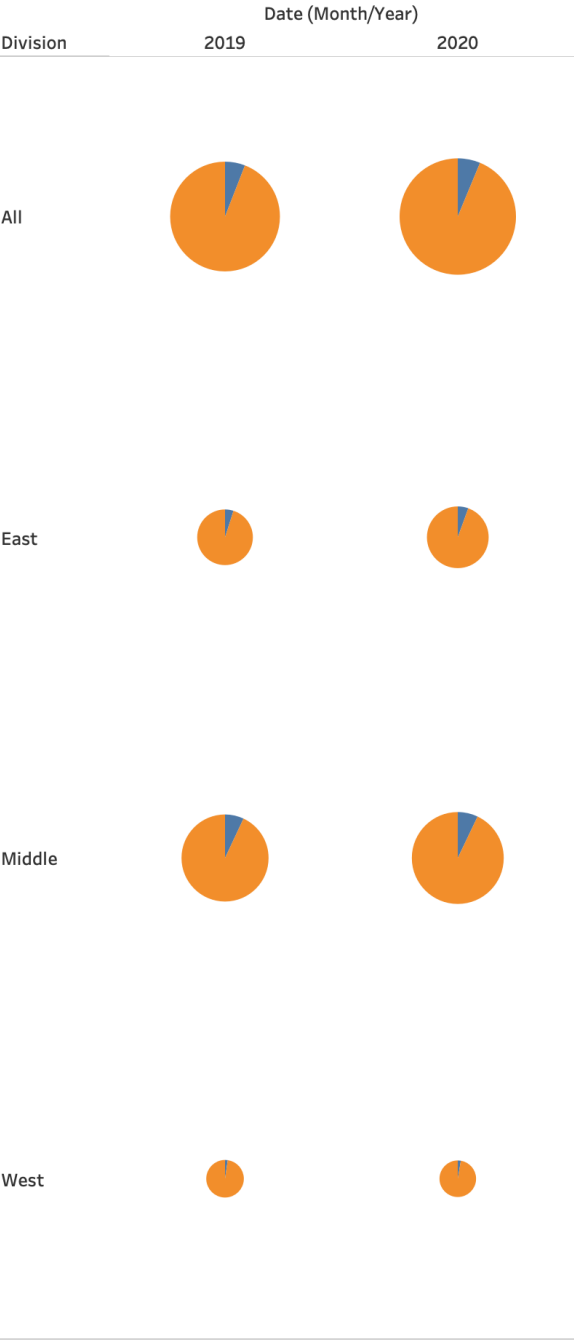 Date (Month/Year)
Division 2019 2020
All
East
Middle
West